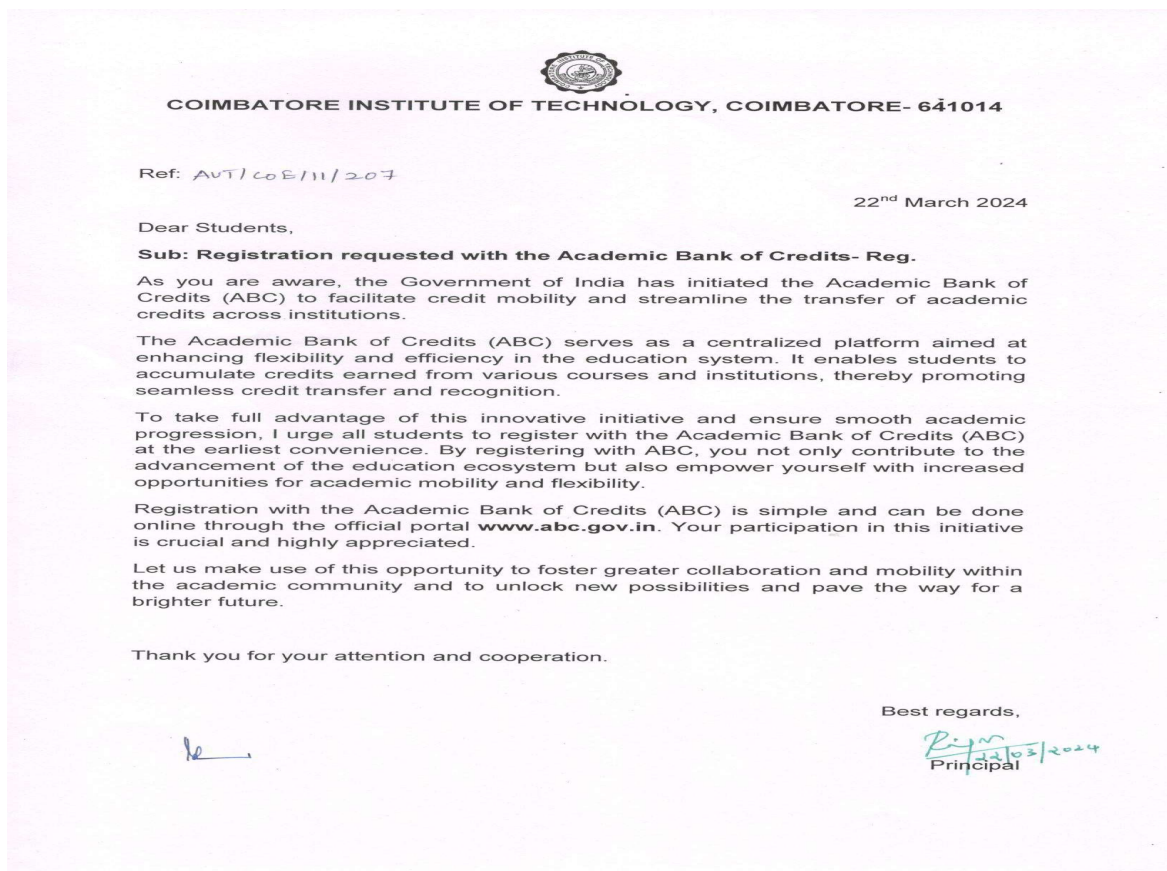 COIMBATORE INSTITUTE OF TECHNOLOGY, COIMBATORE- 641014
Ref: AUT/COE/11/207
22nd March 2024
Dear Students,
Sub: Registration requested with the Academic Bank of Credits- Reg.
As you are aware, the Government of India has initiated the Academic Bank of
Credits (ABC) to facilitate credit mobility and streamline the transfer of academic
credits across institutions.
The Academic Bank of Credits (ABC) serves as a centralized platform aimed at
enhancing flexibility and efficiency in the education system. It enables students to
accumulate credits earned from various courses and institutions, thereby promoting
seamless credit transfer and recognition.
To take full advantage of this innovative initiative and ensure smooth academic
progression, I urge all students to register with the Academic Bank of Credits (ABC)
at the earliest convenience. By registering with ABC, you not only contribute to the
advancement of the education ecosystem but also empower yourself with increased
opportunities for academic mobility and flexibility.
Registration with the Academic Bank of Credits (ABC) is simple and can be done
online through the official portal www.abc.gov.in. Your participation in this initiative
is crucial and highly appreciated.
Let us make use of this opportunity to foster greater collaboration and mobility within
the academic community and to unlock new possibilities and pave the way for a
brighter future.
Thank you for your attention and cooperation.
Best regards,
22/03/2024
Principal